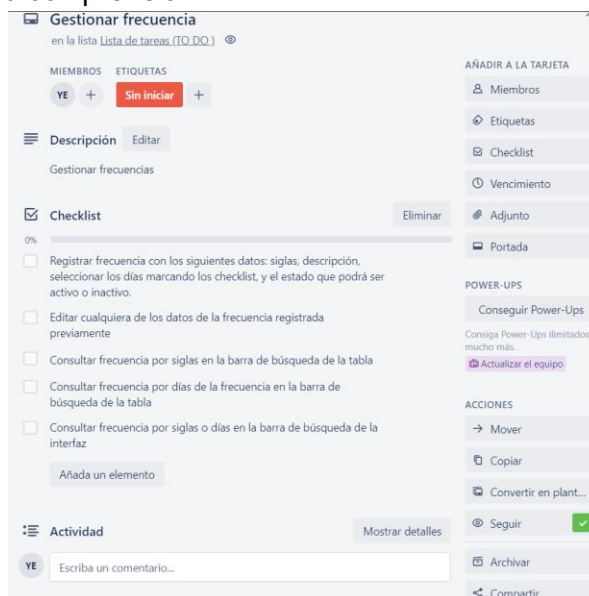 Gestionar frecuencia
en la lista Lista de tareas (TO DO )
MIEMBROS ETIQUETAS
YE + Sin iniciar +
Descripción Editar
Gestionar frecuencias
Checklist Eliminar
0%
Registrar frecuencia con los siguientes datos: siglas, descripción,
seleccionar los días marcando los checklist, y el estado que podrá ser
activo o inactivo.
Editar cualquiera de los datos de la frecuencia registrada
previamente
Consultar frecuencia por siglas en la barra de búsqueda de la tabla
Consultar frecuencia por días de la frecuencia en la barra de
búsqueda de la tabla
Consultar frecuencia por siglas o días en la barra de búsqueda de la
interfaz
Añada un elemento
Actividad Mostrar detalles
YE Escriba un comentario...
AÑADIR A LA TARJETA
Miembros
Etiquetas
Checklist
Vencimiento
Adjunto
Portada
POWER-UPS
Conseguir Power-Ups
Consiga Power-Ups ilimitados
mucho más.
Actualizar el equipo
ACCIONES
Mover
Copiar
Convertir en plant...
Seguir
Archivar
Compartir